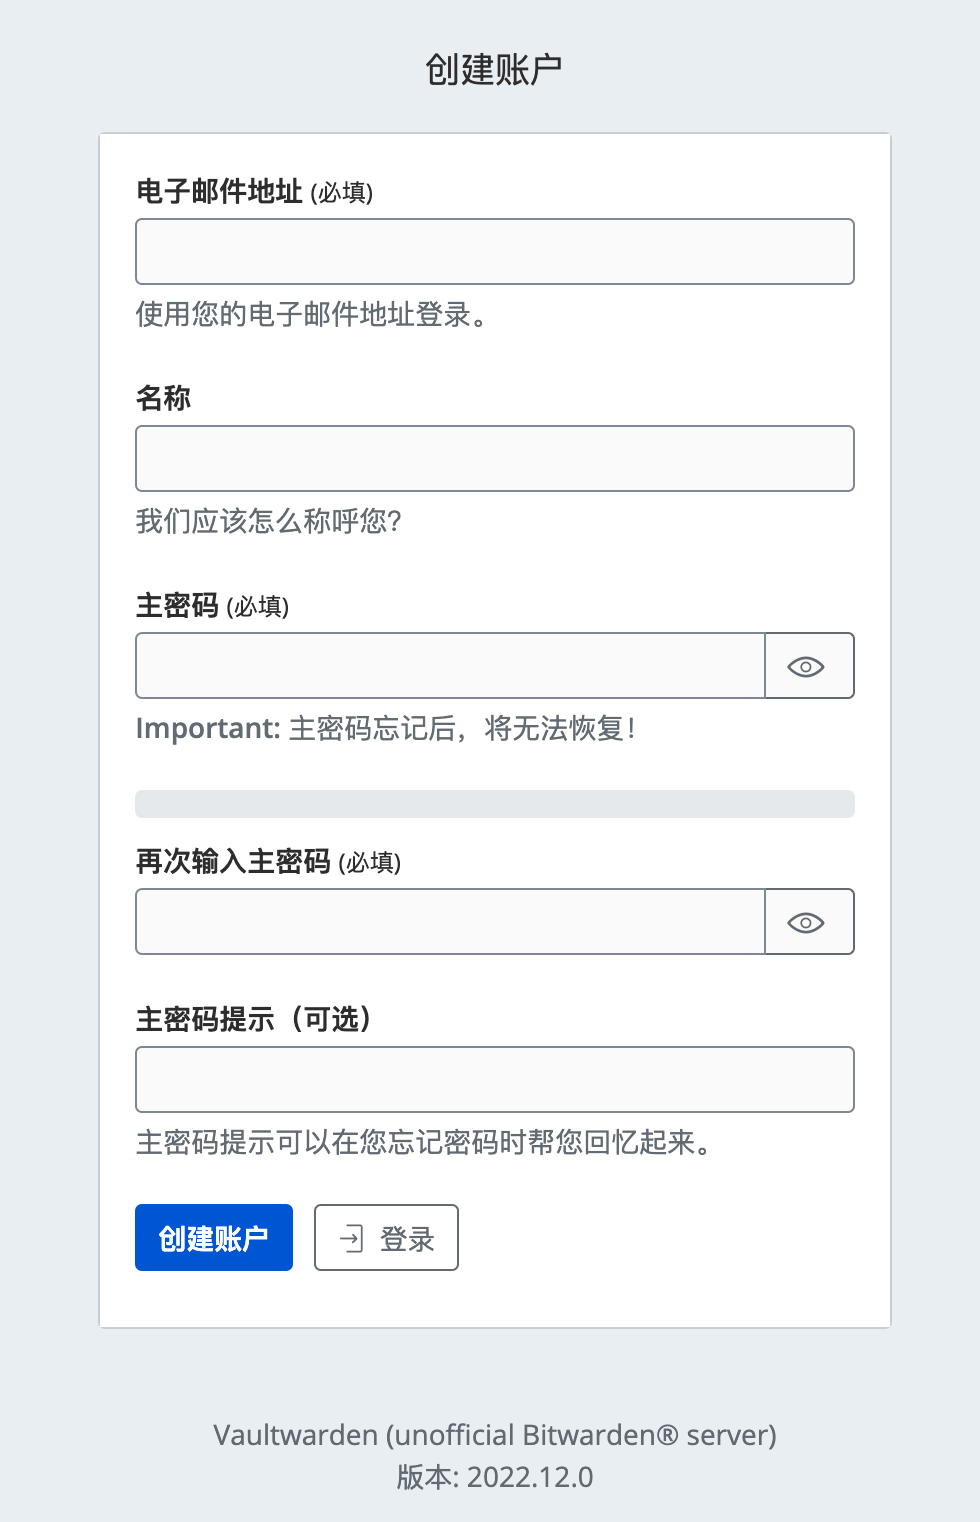 创建账户
电子邮件地址 (必填)
使用您的电子邮件地址登录。
名称
我们应该怎么称呼您?
主密码 (必填)
Important: 主密码忘记后，将无法恢复！
再次输入主密码 (必填)
主密码提示（可选）
主密码提示可以在您忘记密码时帮您回忆起来。
创建账户 登录
Vaultwarden (unofficial Bitwarden® server)
版本: 2022.12.0